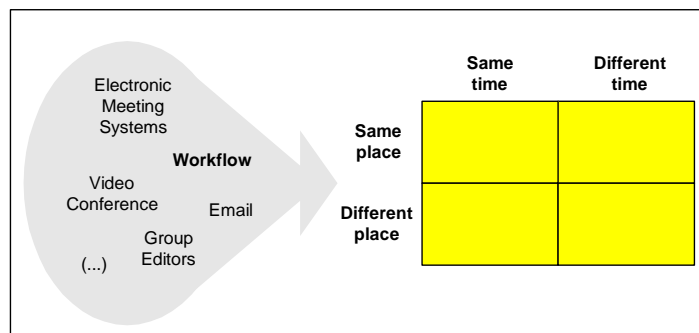 Electronic
Meeting
Systems
Workflow
Video
Conference
Email
Group
Editors
(...)
Same
time
Different
time
Same
place
Different
place